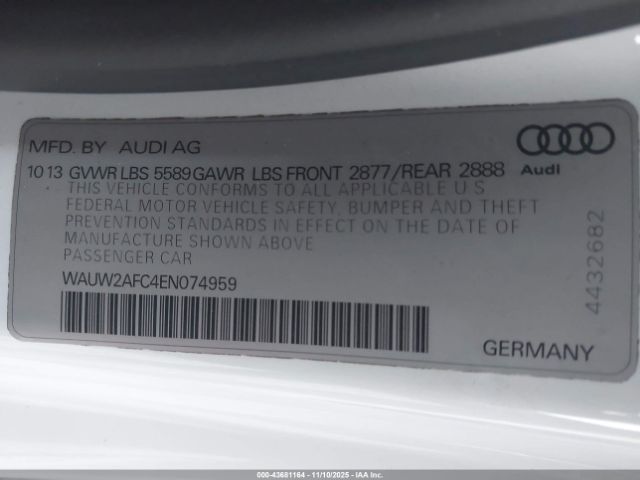 MFD. BY AUDI AG
Audi
1013 GVWR LBS 5589 GAWR LBS FRONT 2877/REAR 2888
THIS VEHICLE CONFORMS TO ALL APPLICABLE U S
FEDERAL MOTOR VEHICLE SAFETY, BUMPER AND THEFT
PREVENTION STANDARDS IN EFFECT ON THE DATE OF
MANUFACTURE SHOWN ABOVE
PASSENGER CAR
WAUW2AFC4EN074959
4432682
GERMANY
000-43681164 - 11/10/2025 - IAA, Inc.